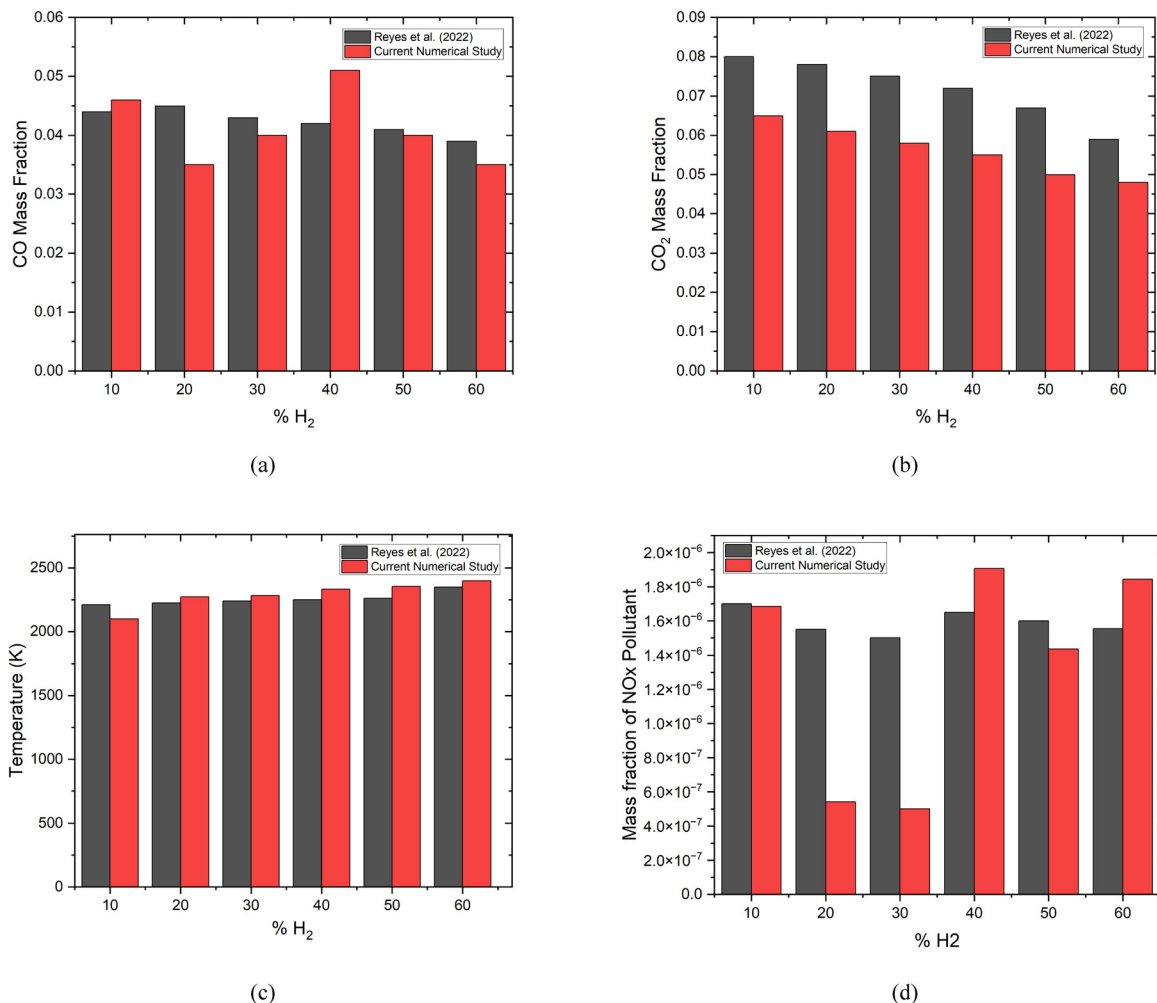 0.06
0.05
0.04
0.03
0.02
0.01
0.00
CO Mass Fraction
Reyes et al. (2022)
Current Numerical Study
10 20 30 40 50 60
% H₂
(a)
0.09
0.08
0.07
0.06
0.05
0.04
0.03
0.02
0.01
0.00
CO₂ Mass Fraction
Reyes et al. (2022)
Current Numerical Study
10 20 30 40 50 60
% H₂
(b)
2500
2000
1500
1000
500
0
Temperature (K)
Reyes et al. (2022)
Current Numerical Study
10 20 30 40 50 60
% H₂
(c)
2.0×10⁻⁶
1.8×10⁻⁶
1.6×10⁻⁶
1.4×10⁻⁶
1.2×10⁻⁶
1.0×10⁻⁶
8.0×10⁻⁷
6.0×10⁻⁷
4.0×10⁻⁷
2.0×10⁻⁷
0.0
Mass fraction of NOx Pollutant
Reyes et al. (2022)
Current Numerical Study
10 20 30 40 50 60
% H2
(d)